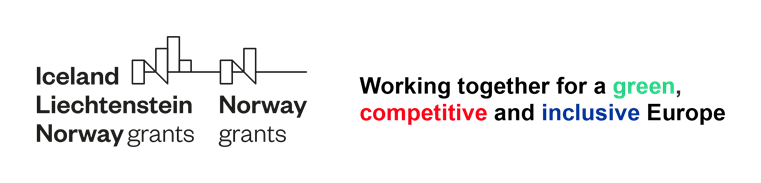 Iceland
Liechtenstein
Norway grants
Norway
grants
Working together for a green,
competitive and inclusive Europe